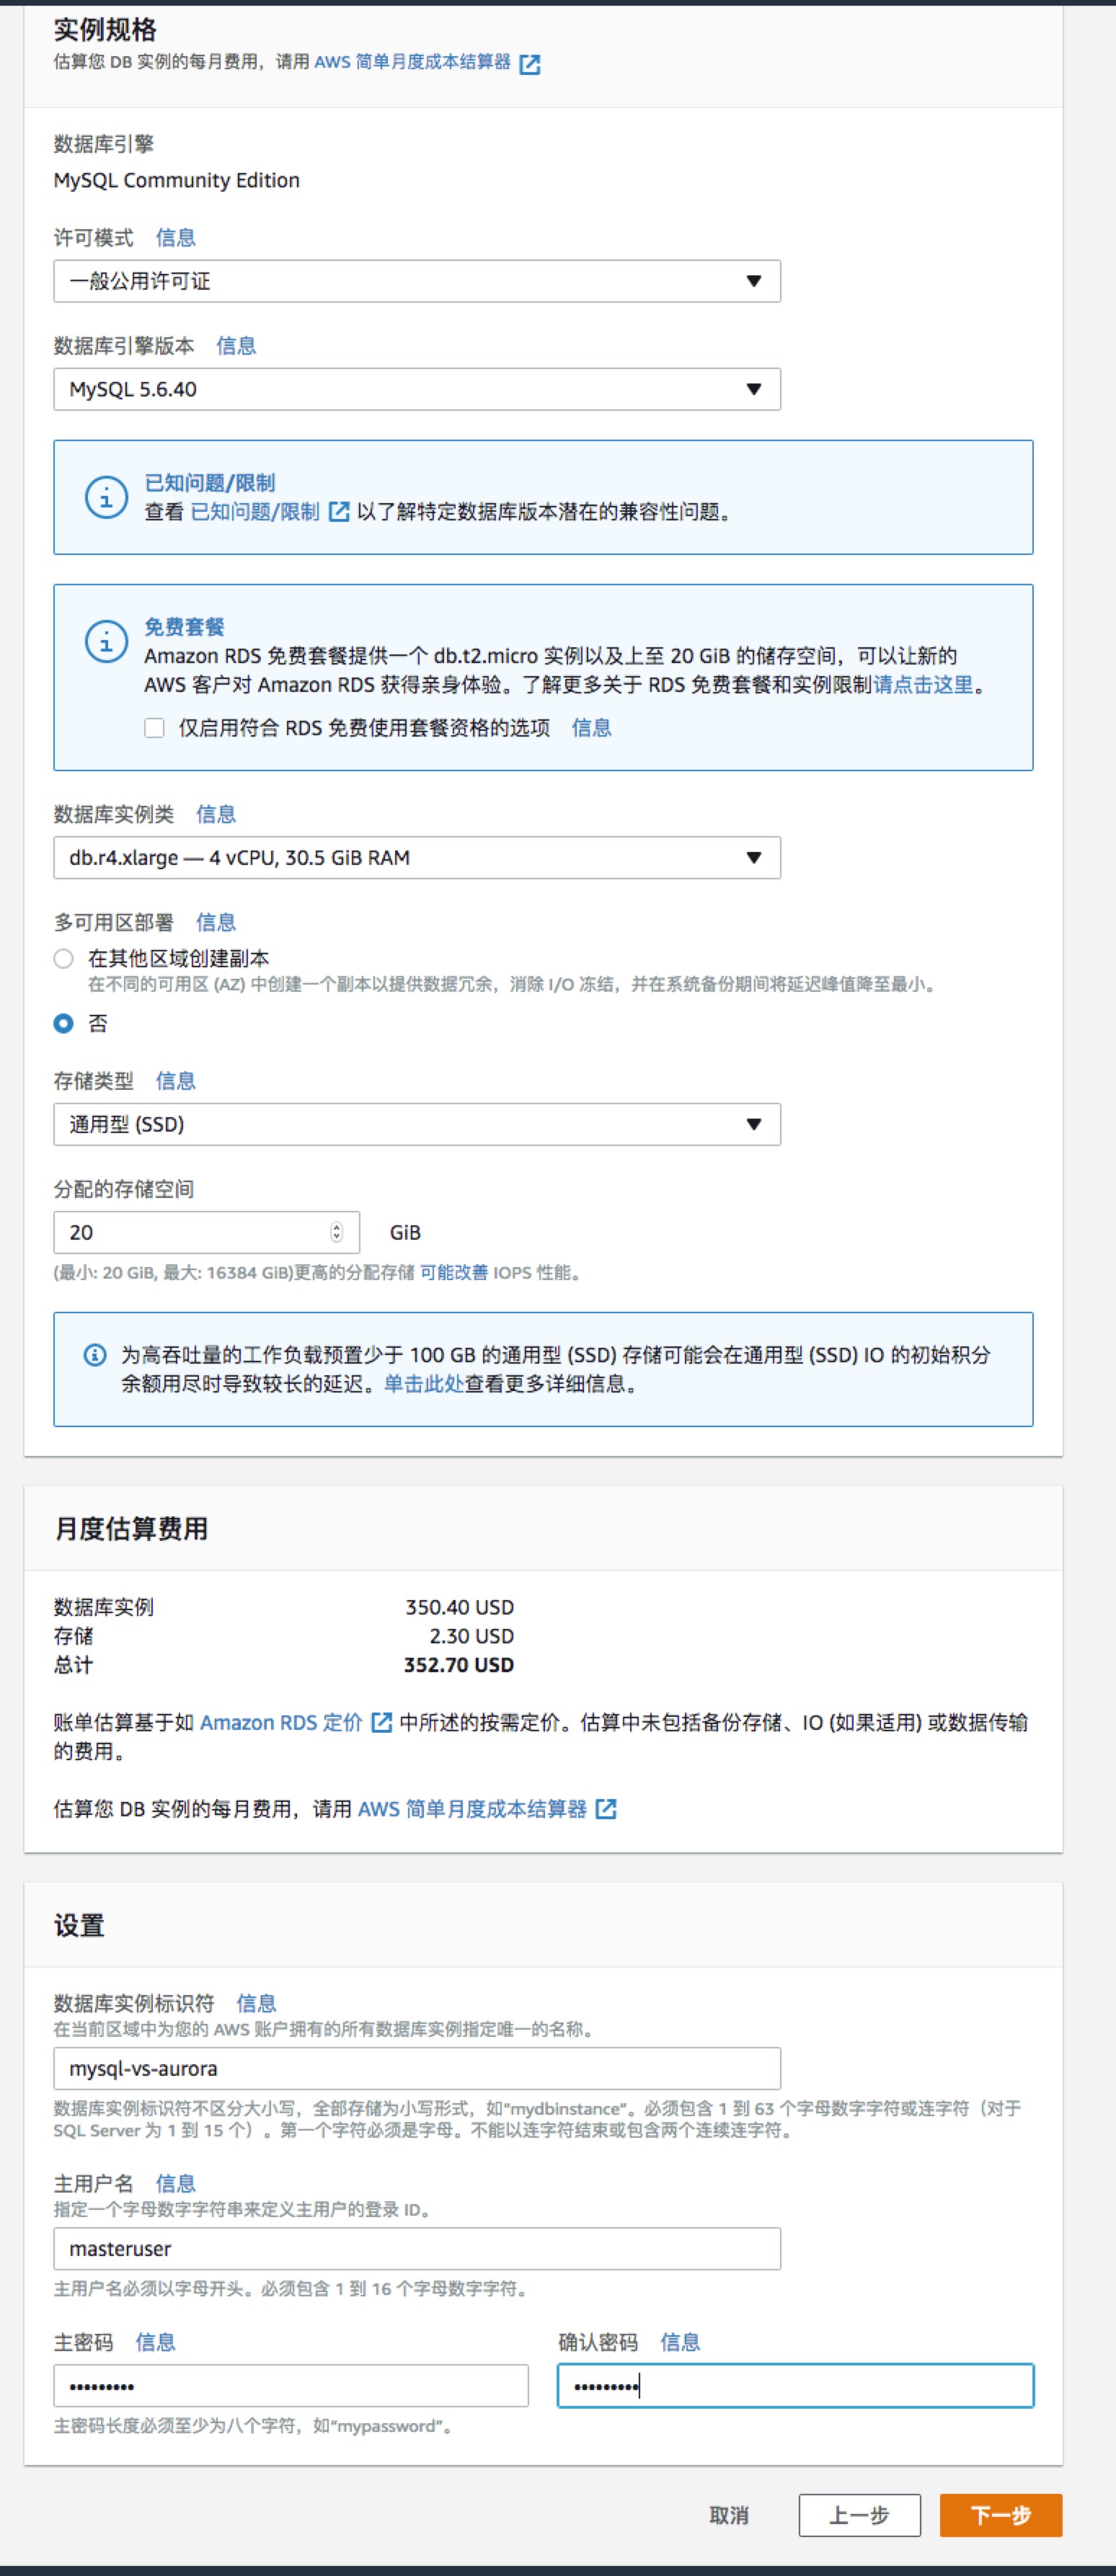 实例规格
估算您 DB 实例的每月费用，请用 AWS 简单月度成本结算器
数据库引擎
MySQL Community Edition
许可模式 信息
一般公用许可证
数据库引擎版本 信息
MySQL 5.6.40
已知问题/限制
查看 已知问题/限制 以了解特定数据库版本潜在的兼容性问题。
免费套餐
Amazon RDS 免费套餐提供一个 db.t2.micro 实例以及上至 20 GiB 的储存空间，可以让新的
AWS 客户对 Amazon RDS 获得亲身体验。了解更多关于 RDS 免费套餐和实例限制请点击这里。
仅启用符合 RDS 免费使用套餐资格的选项 信息
数据库实例类 信息
db.r4.xlarge — 4 vCPU, 30.5 GiB RAM
多可用区部署 信息
在其他区域创建副本
在不同的可用区 (AZ) 中创建一个副本以提供数据冗余，消除 I/O 冻结，并在系统备份期间将延迟峰值降至最小。
否
存储类型 信息
通用型 (SSD)
分配的存储空间
20 GiB
(最小: 20 GiB, 最大: 16384 GiB)更高的分配存储 可能改善 IOPS 性能。
为高吞吐量的工作负载预置少于 100 GB 的通用型 (SSD) 存储可能会在通用型 (SSD) IO 的初始积分
余额用尽时导致较长的延迟。单击此处查看更多详细信息。
月度估算费用
数据库实例 350.40 USD
存储 2.30 USD
总计 352.70 USD
账单估算基于如 Amazon RDS 定价 中所述的按需定价。估算中未包括备份存储、IO (如果适用) 或数据传输
的费用。
估算您 DB 实例的每月费用，请用 AWS 简单月度成本结算器
设置
数据库实例标识符 信息
在当前区域中为您的 AWS 账户拥有的所有数据库实例指定唯一的名称。
mysql-vs-aurora
数据库实例标识符不区分大小写，全部存储为小写形式，如“mydbinstance”。必须包含 1 到 63 个字母数字字符或连字符（对于
SQL Server 为 1 到 15 个）。第一个字符必须是字母。不能以连字符结束或包含两个连续连字符。
主用户名 信息
指定一个字母数字字符串来定义主用户的登录 ID。
masteruser
主用户名必须以字母开头。必须包含 1 到 16 个字母数字字符。
主密码 信息 确认密码 信息
••••••••• •••••••••
主密码长度必须至少为八个字符，如“mypassword”。
取消 上一步 下一步